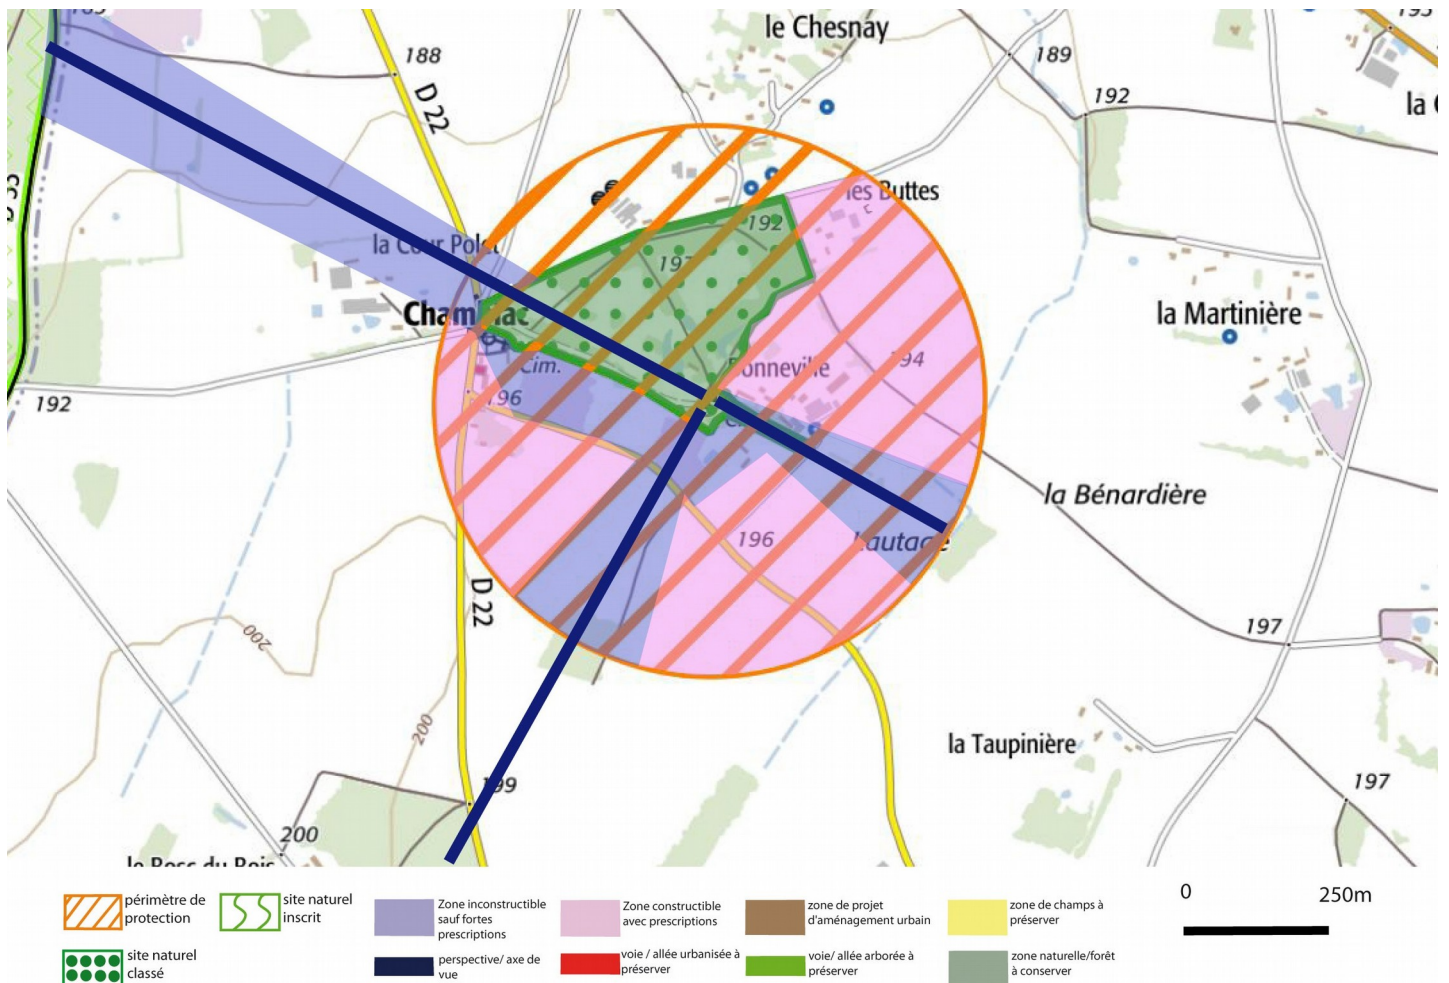 le Chesnay
188
189
192
D 22
les Buttes
192
la Cour Polet
la Martinière
Cim.
Bonneville
194
196
192
la Bénardière
196
Lautage
D 22
197
200
200
la Taupinière
199
197
200
0
250m
périmètre de
protection
site naturel
inscrit
site naturel
classé
Zone inconstructible
sauf fortes
prescriptions
perspective/ axe de
vue
Zone constructible
avec prescriptions
voie / allée urbanisée à
préserver
zone de projet
d'aménagement urbain
voie/ allée arborée à
préserver
zone de champs à
préserver
zone naturelle/forêt
à conserver